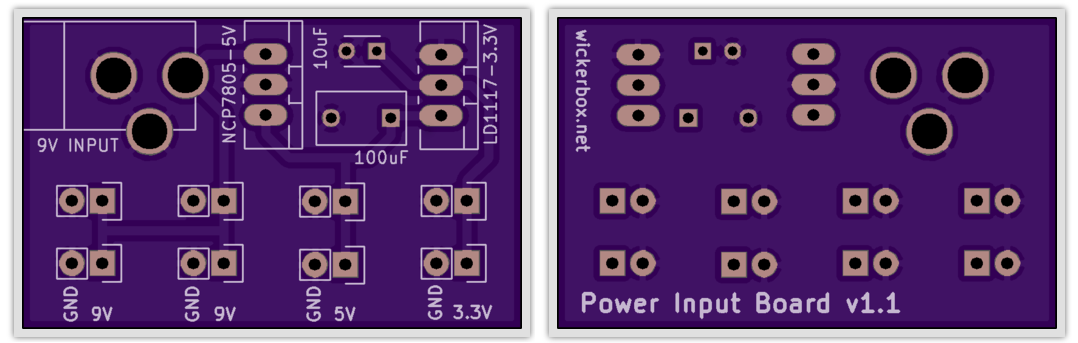 NCP7805-5V
10uF
LD1117-3.3V
9V INPUT
100uF
GND 9V
GND 9V
GND 5V
GND 3.3V
wickerbox.net
Power Input Board v1.1